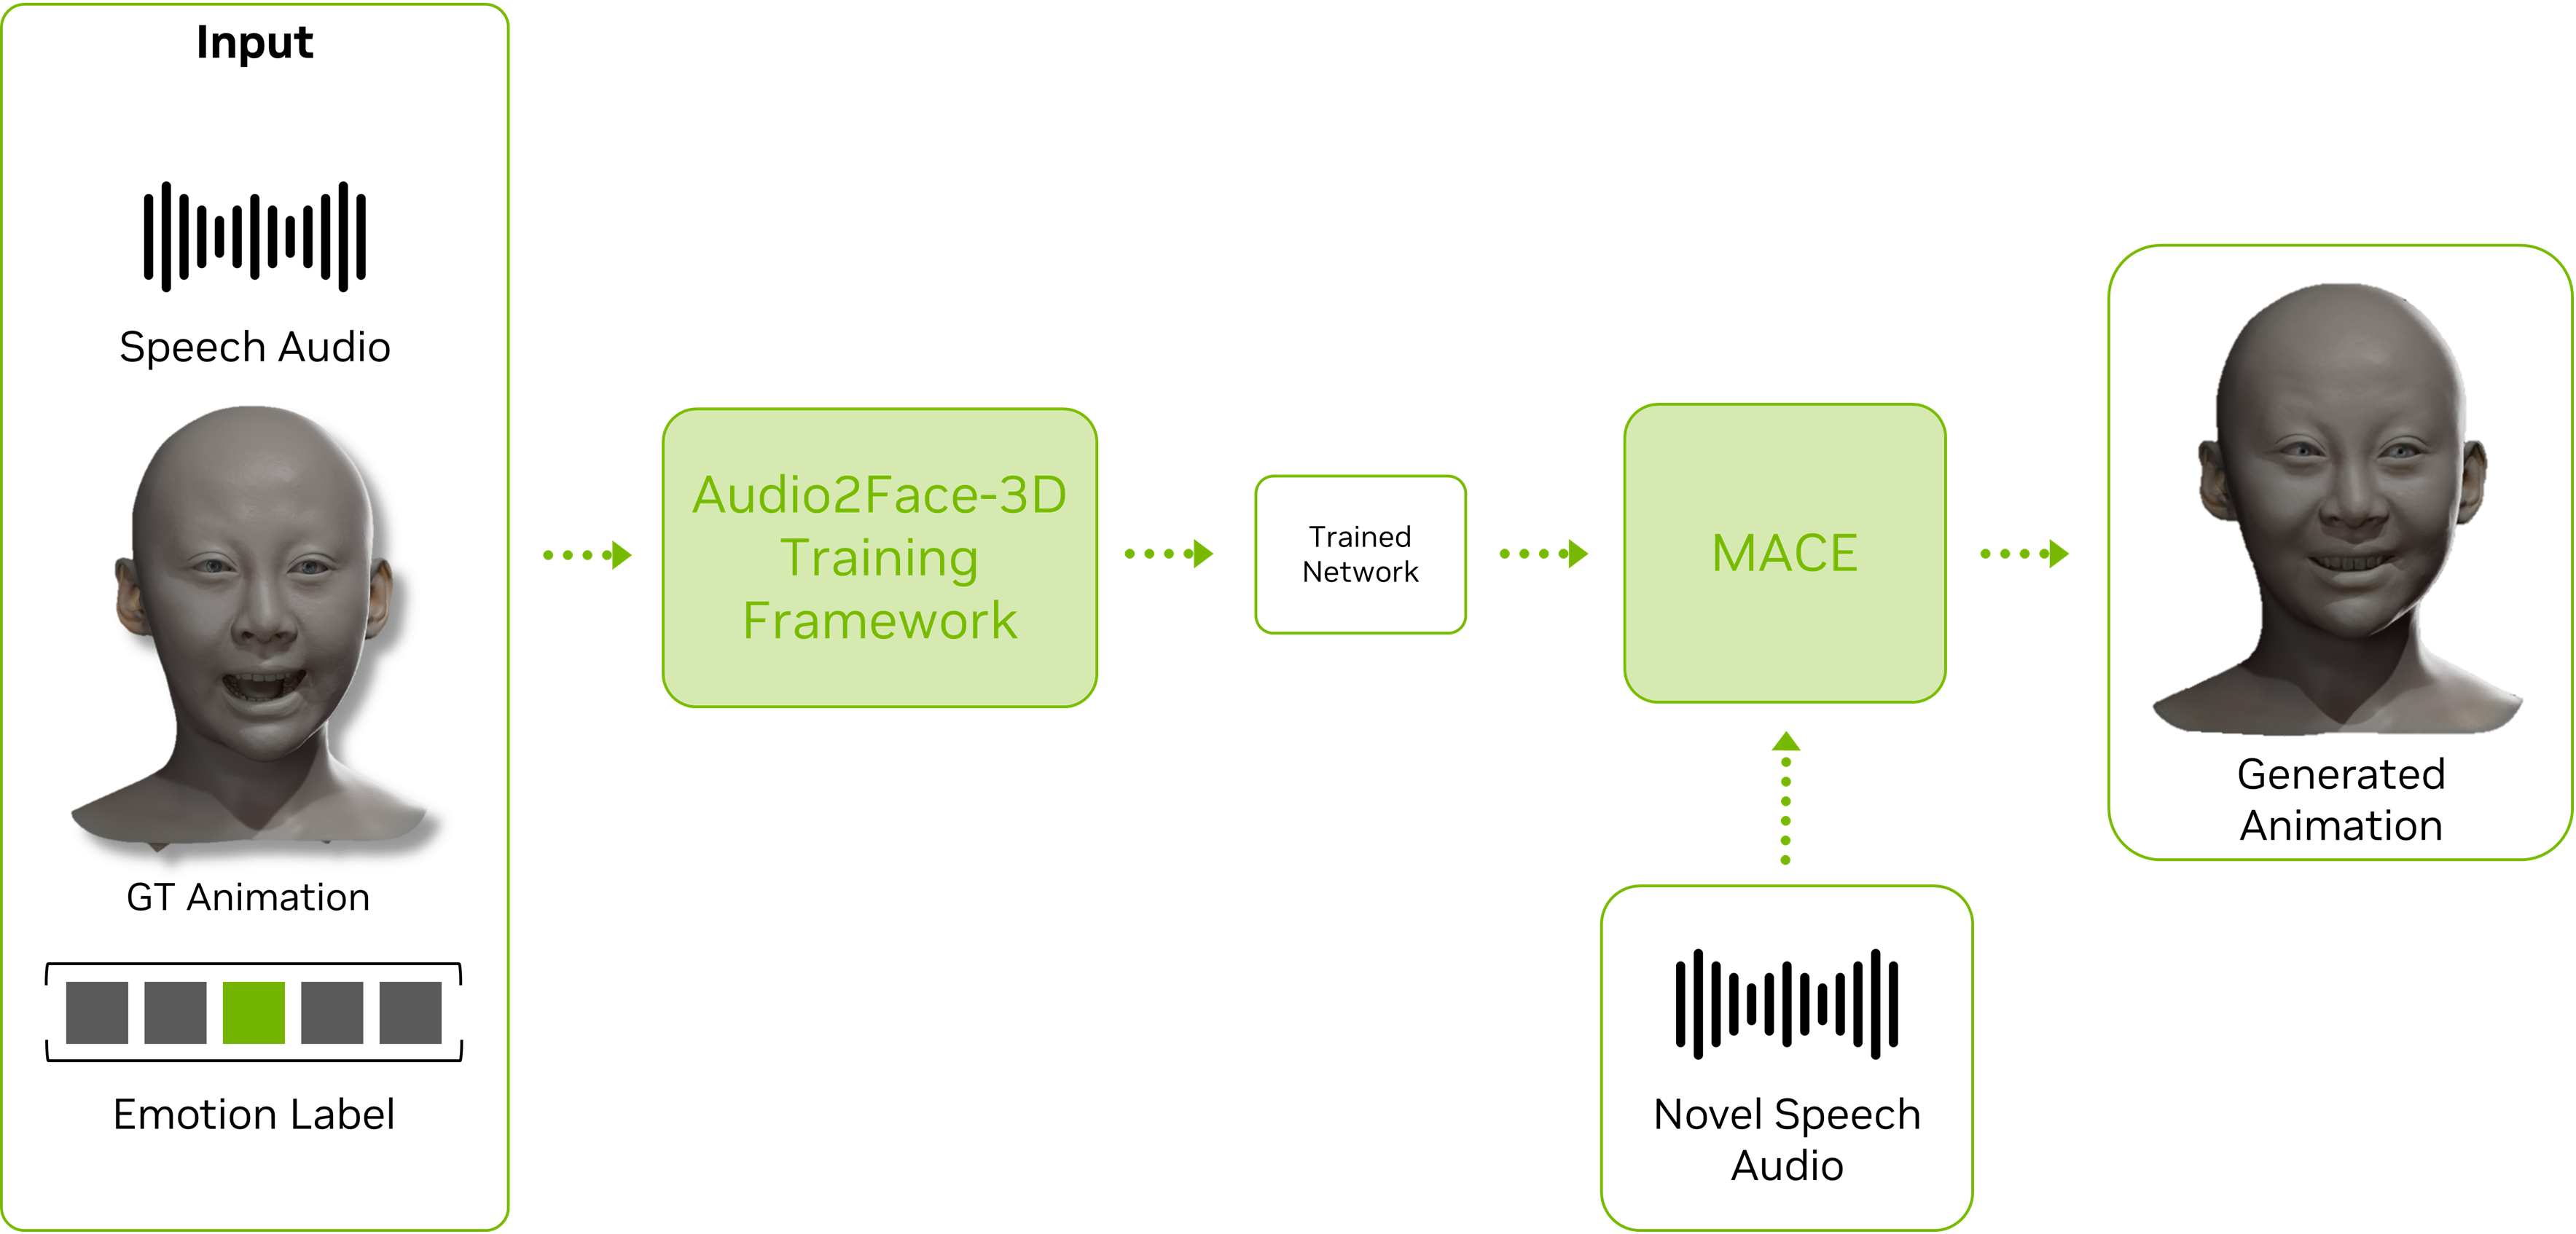 Input
Speech Audio
GT Animation
Emotion Label
Audio2Face-3D
Training
Framework
Trained
Network
MACE
Novel Speech
Audio
Generated
Animation